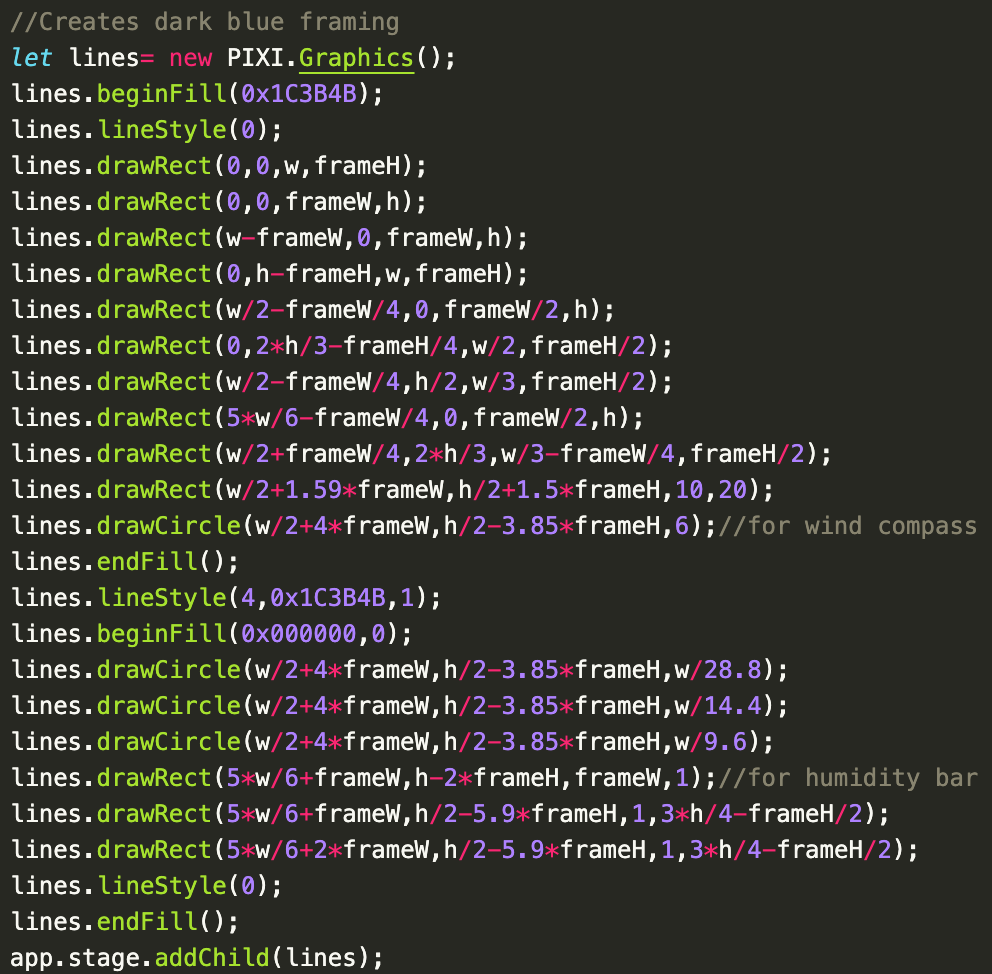 //Creates dark blue framing
let lines= new PIXI.Graphics();
lines.beginFill(0x1C3B4B);
lines.lineStyle(0);
lines.drawRect(0,0,w,frameH);
lines.drawRect(0,0,frameW,h);
lines.drawRect(w-frameW,0,frameW,h);
lines.drawRect(0,h-frameH,w,frameH);
lines.drawRect(w/2-frameW/4,0,frameW/2,h);
lines.drawRect(0,2*h/3-frameH/4,w/2,frameH/2);
lines.drawRect(w/2-frameW/4,h/2,w/3,frameH/2);
lines.drawRect(5*w/6-frameW/4,0,frameW/2,h);
lines.drawRect(w/2+frameW/4,2*h/3,w/3-frameW/4,frameH/2);
lines.drawRect(w/2+1.59*frameW,h/2+1.5*frameH,10,20);
lines.drawCircle(w/2+4*frameW,h/2-3.85*frameH,6);//for wind compass
lines.endFill();
lines.lineStyle(4,0x1C3B4B,1);
lines.beginFill(0x000000,0);
lines.drawCircle(w/2+4*frameW,h/2-3.85*frameH,w/28.8);
lines.drawCircle(w/2+4*frameW,h/2-3.85*frameH,w/14.4);
lines.drawCircle(w/2+4*frameW,h/2-3.85*frameH,w/9.6);
lines.drawRect(5*w/6+frameW,h-2*frameH,frameW,1);//for humidity bar
lines.drawRect(5*w/6+frameW,h/2-5.9*frameH,1,3*h/4-frameH/2);
lines.drawRect(5*w/6+2*frameW,h/2-5.9*frameH,1,3*h/4-frameH/2);
lines.lineStyle(0);
lines.endFill();
app.stage.addChild(lines);